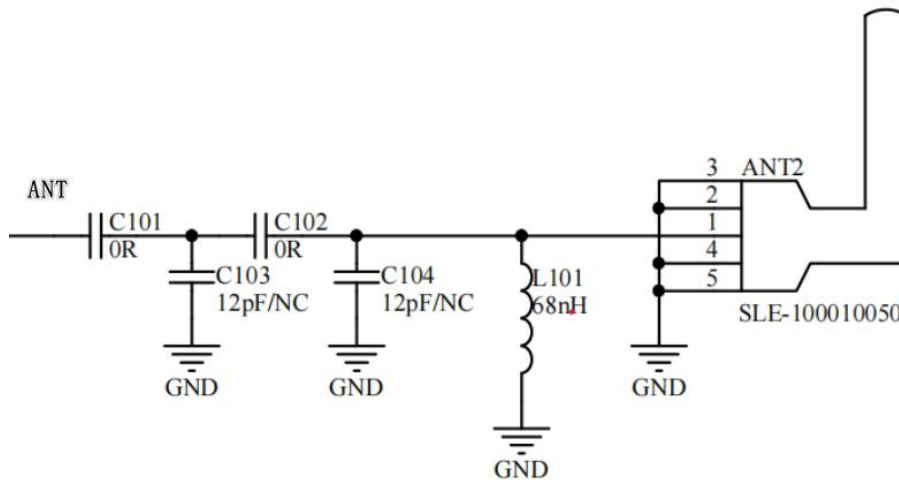 3 ANT2
2
ANT
C101 C102 1
0R 0R 4
C103 C104 L101 5
12pF/NC 12pF/NC 68nH
SLE-100010050
GND GND GND
GND